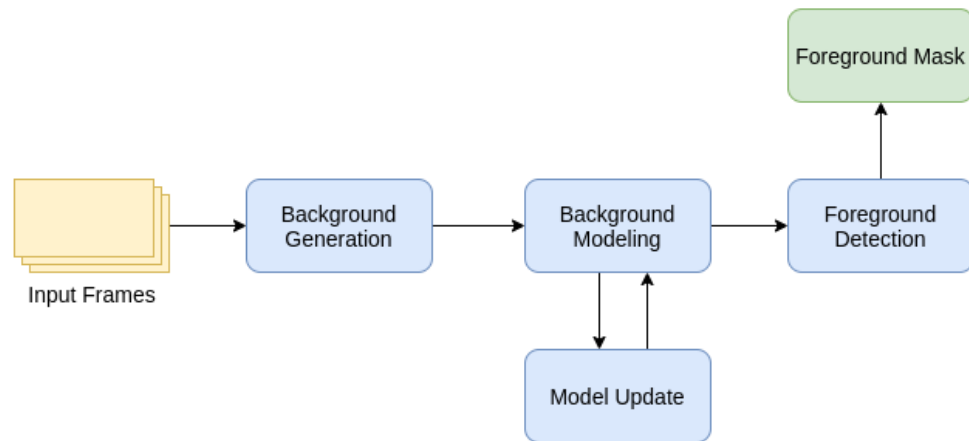 Foreground Mask
Background
Generation
Background
Modeling
Foreground
Detection
Input Frames
Model Update